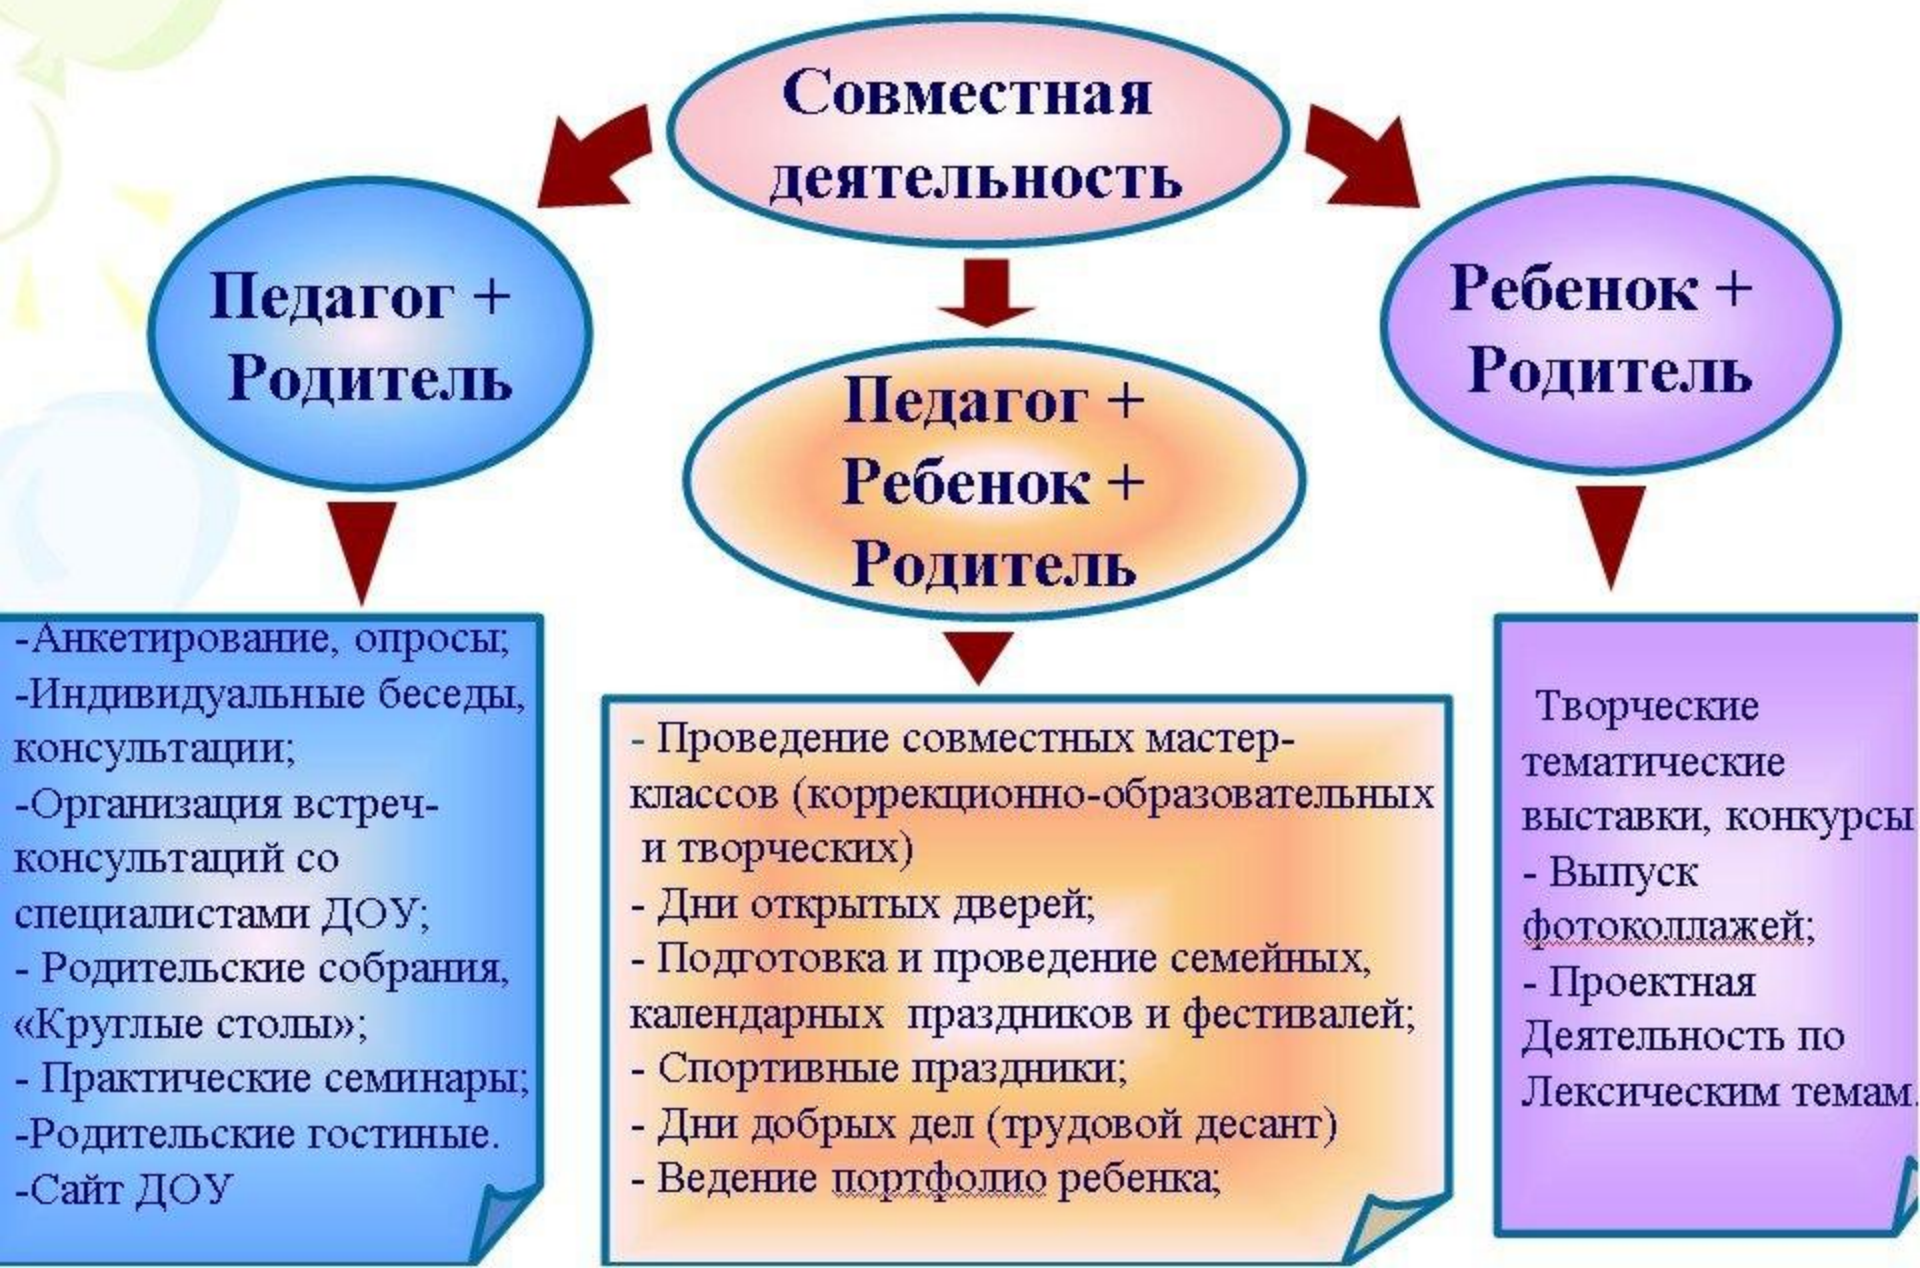 Совместная
деятельность
Педагог +
Родитель
Педагог +
Ребенок +
Родитель
Ребенок +
Родитель
-Анкетирование, опросы;
-Индивидуальные беседы,
консультации;
-Организация встреч-
консультаций со
специалистами ДОУ;
- Родительские собрания,
«Круглые столы»;
- Практические семинары;
-Родительские гостиные.
-Сайт ДОУ
- Проведение совместных мастер-
классов (коррекционно-образовательных
и творческих)
- Дни открытых дверей;
- Подготовка и проведение семейных,
календарных праздников и фестивалей;
- Спортивные праздники;
- Дни добрых дел (трудовой десант)
- Ведение портфолио ребенка;
Творческие
тематические
выставки, конкурсы
- Выпуск
фотоколлажей;
- Проектная
Деятельность по
Лексическим темам.